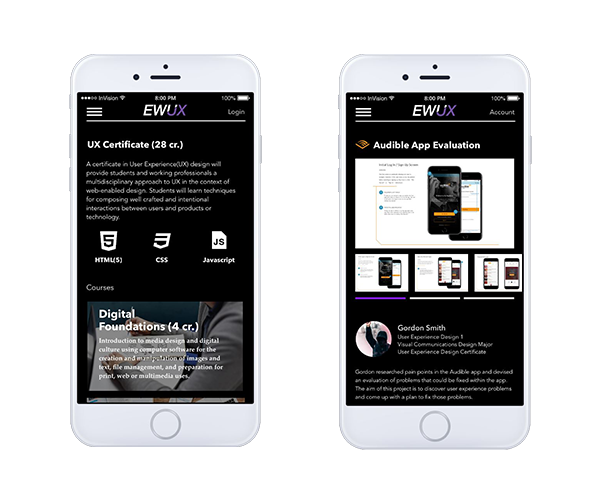 InVision
8:00 PM
100%
EWUX
Login
UX Certificate (28 cr.)
A certificate in User Experience(UX) design will
provide students and working professionals a
multidisciplinary approach to UX in the context of
web-enabled design. Students will learn techniques
for composing well crafted and intentional
interactions between users and products or
technology.
5
3
JS
HTML(5)
CSS
Javascript
Courses
Digital
Foundations (4 cr.)
Introduction to media design and digital
culture using computer software for the
creation and manipulation of images and
text, file management, and preparation for
print, web or multimedia uses.
InVision
8:00 PM
100%
EWUX
Account
Audible App Evaluation
Gordon Smith
User Experience Design 1
Visual Communications Design Major
User Experience Design Certificate
Gordon researched pain points in the Audible app and devised
an evaluation of problems that could be fixed within the app.
The aim of this project is to discover user experience problems
and come up with a plan to fix those problems.